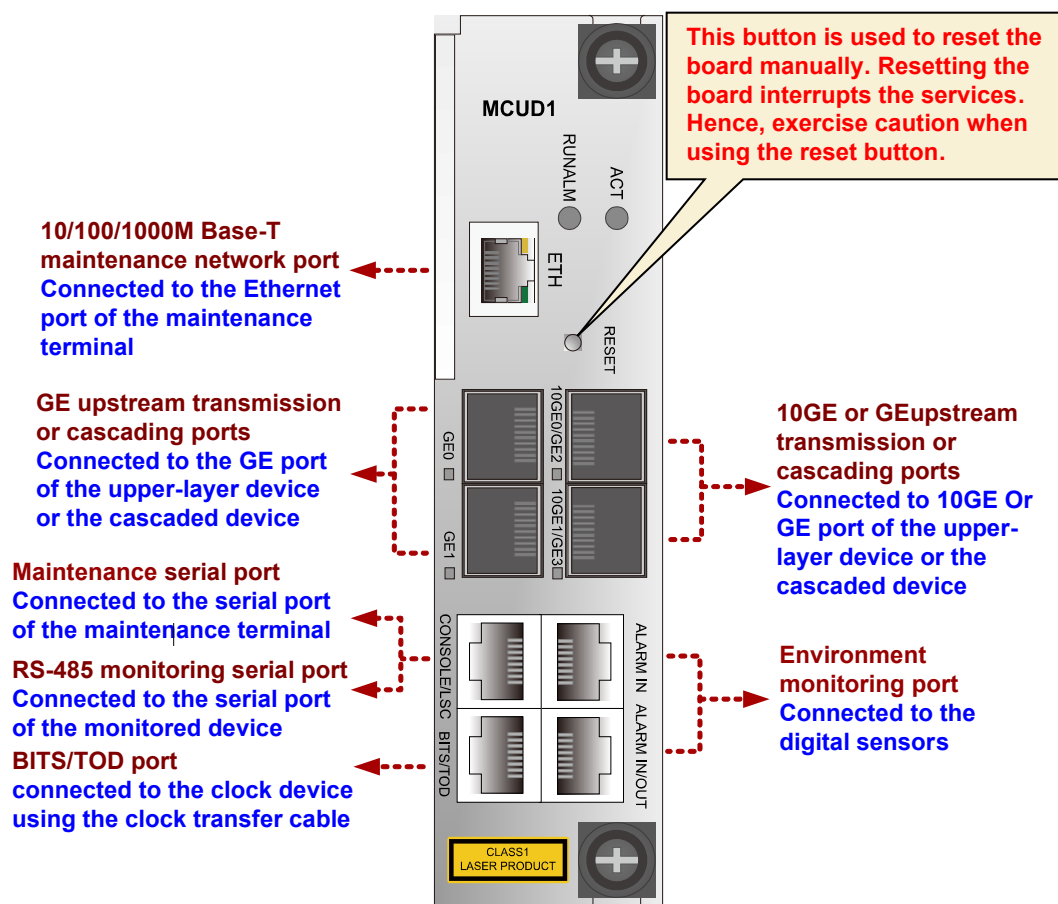 This button is used to reset the
board manually. Resetting the
board interrupts the services.
Hence, exercise caution when
using the reset button.
MCUD1
RUNALM
ACT
ETH
RESET
10/100/1000M Base-T
maintenance network port
Connected to the Ethernet
port of the maintenance
terminal
GE upstream transmission
or cascading ports
Connected to the GE port
of the upper-layer device
or the cascaded device
GE0
GE1
10GE0/GE2
10GE1/GE3
10GE or GEupstream
transmission or
cascading ports
Connected to 10GE Or
GE port of the upper-
layer device or the
cascaded device
Maintenance serial port
Connected to the serial port
of the maintenance terminal
RS-485 monitoring serial port
Connected to the serial port
of the monitored device
BITS/TOD port
connected to the clock device
using the clock transfer cable
CONSOLE/LSC
BITS/TOD
ALARM IN
ALARM IN/OUT
Environment
monitoring port
Connected to the
digital sensors
CLASS1
LASER PRODUCT